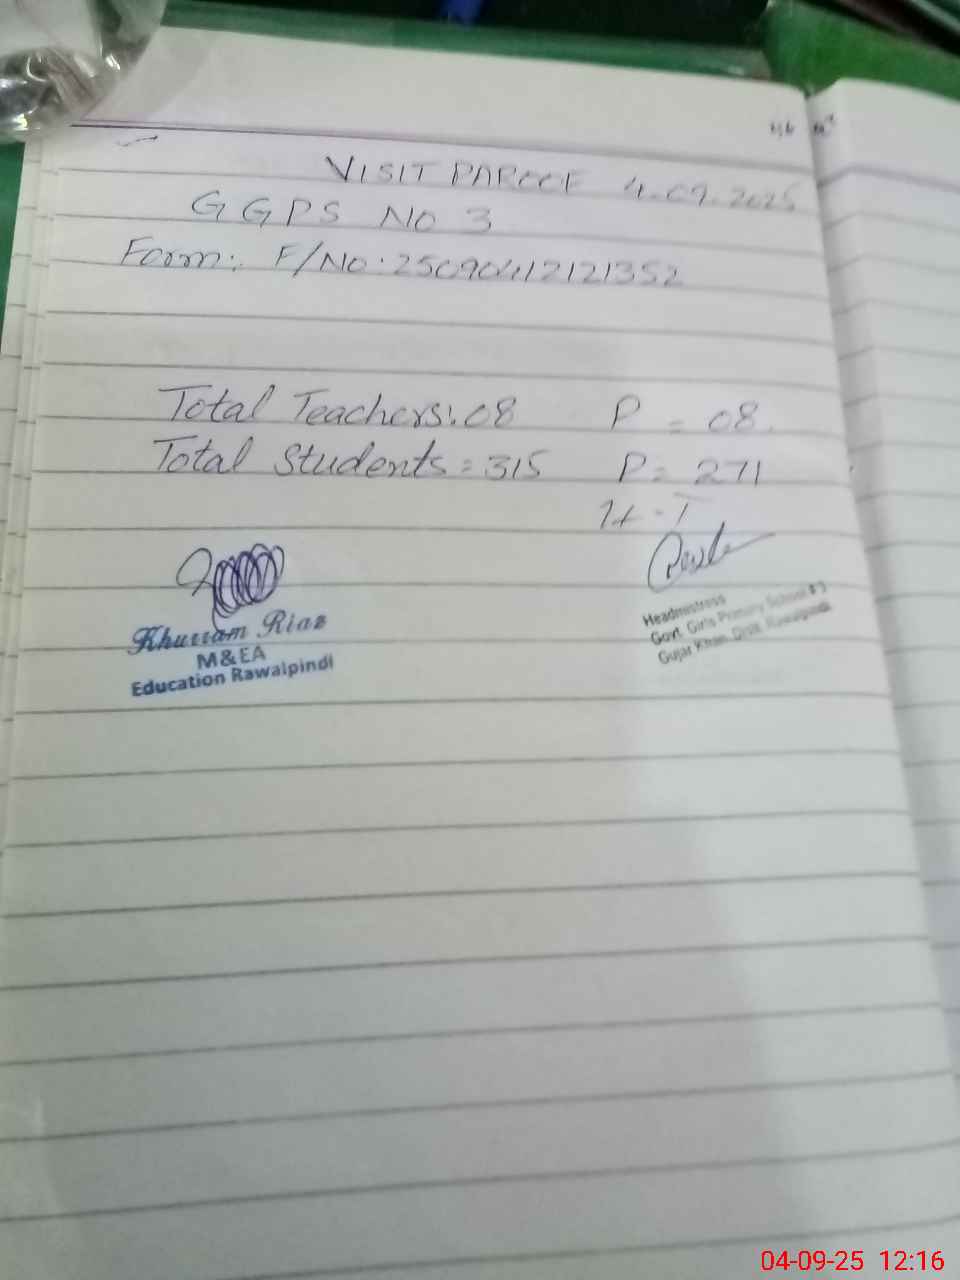 VISIT PARCCE 4.09.2025
GGPS No 3
Form: F/No: 25090412121352
Total Teachers: 08 P = 08.
Total Students = 315 P = 271
H-T
Khurram Riaz
M&EA
Education Rawalpindi
Headmistress
Govt. Girls Primary School # 3
Gujar Khan, Distt. Rawalpindi
04-09-25 12:16